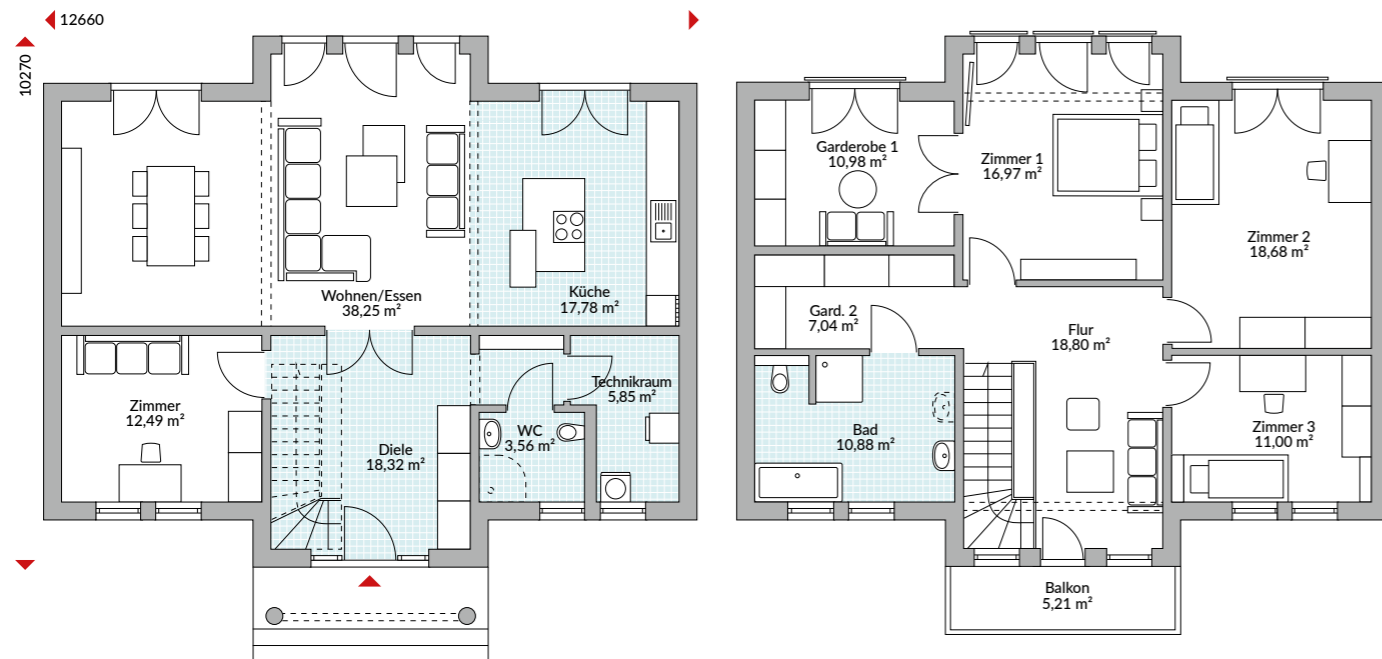 12660
10270
Wohnen/Essen
38,25 m²
Küche
17,78 m²
Zimmer
12,49 m²
Diele
18,32 m²
WC
3,56 m²
Technikraum
5,85 m²
Garderobe 1
10,98 m²
Zimmer 1
16,97 m²
Zimmer 2
18,68 m²
Gard. 2
7,04 m²
Flur
18,80 m²
Bad
10,88 m²
Zimmer 3
11,00 m²
Balkon
5,21 m²